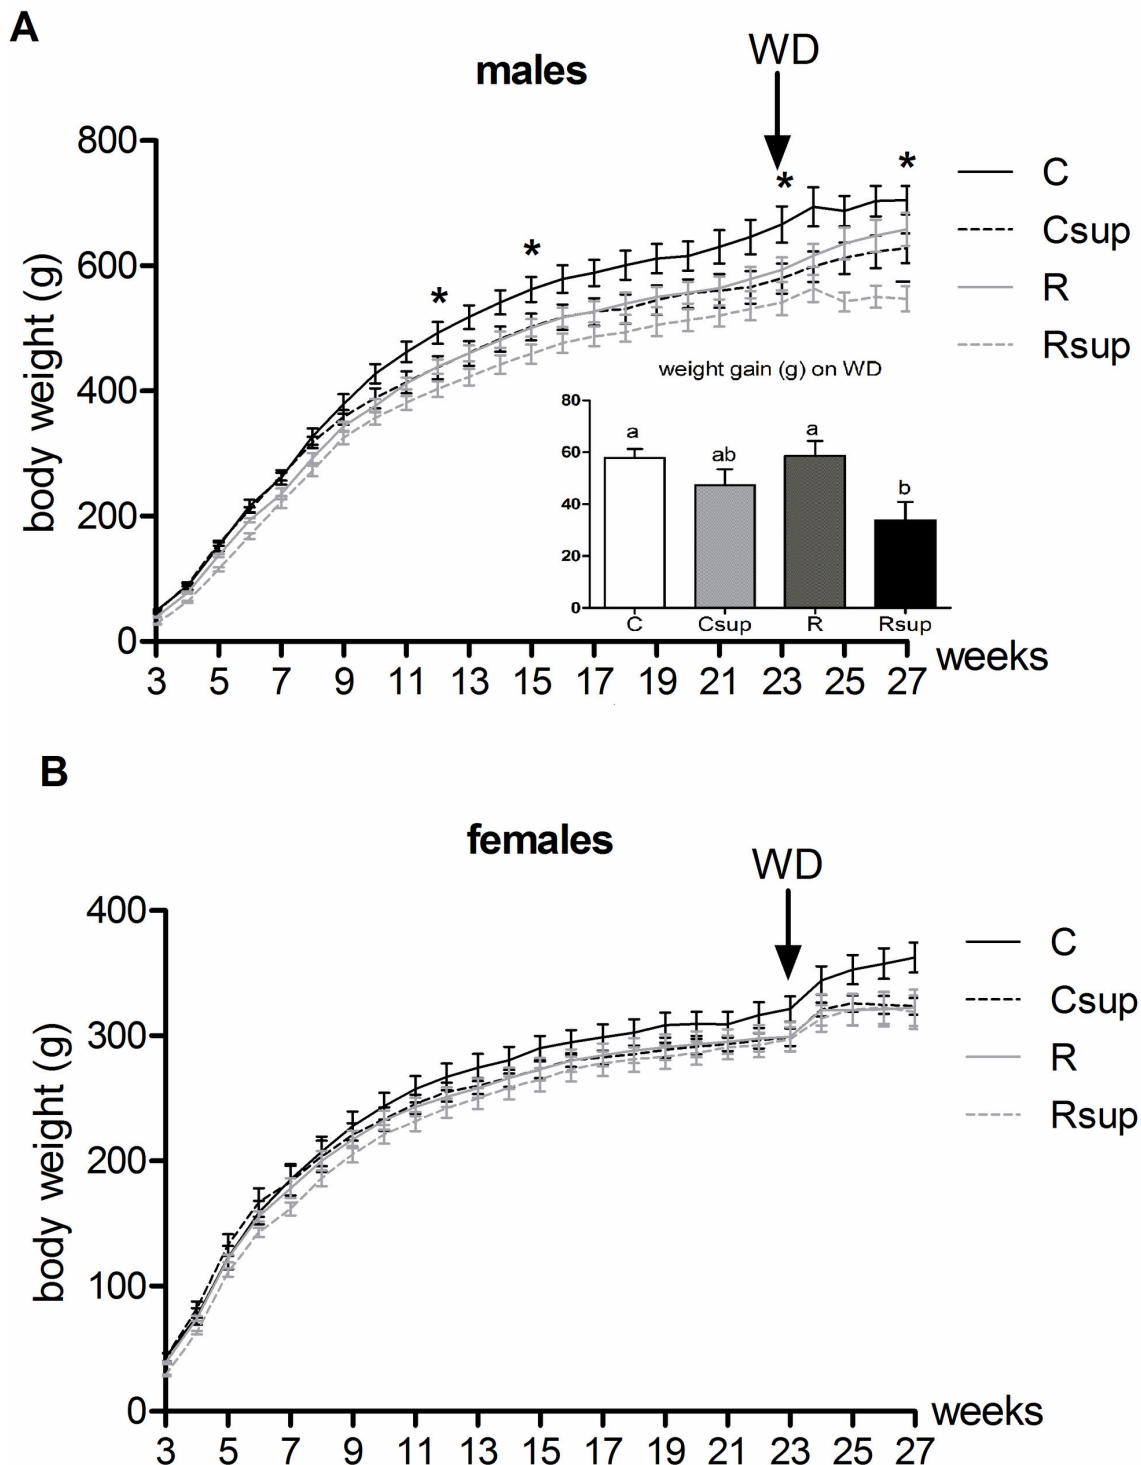 A
males
WD
800
600
400
200
0
body weight (g)
*
*
*
*
C
Csup
R
Rsup
weight gain (g) on WD
80
60
40
20
0
a
ab
a
b
C Csup R Rsup
3 5 7 9 11 13 15 17 19 21 23 25 27
weeks
B
females
WD
400
300
200
100
0
body weight (g)
C
Csup
R
Rsup
3 5 7 9 11 13 15 17 19 21 23 25 27
weeks